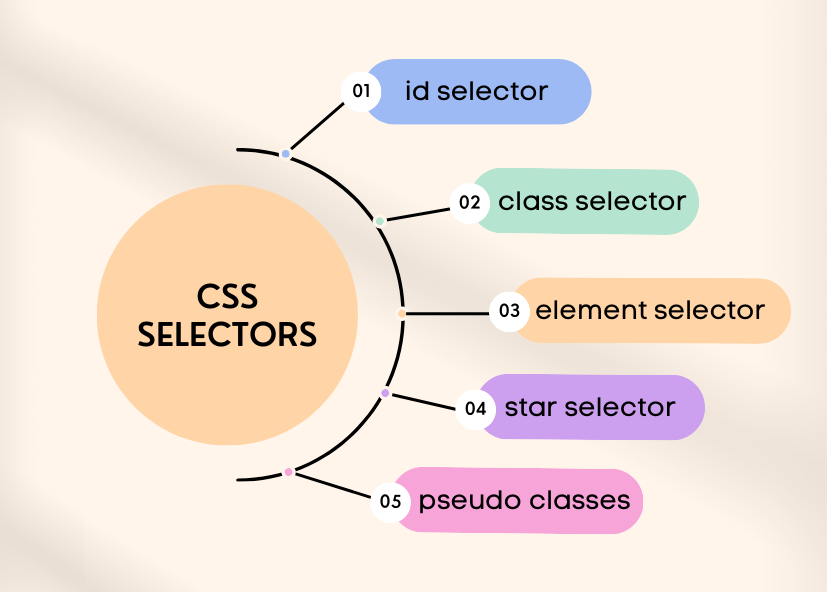 CSS
SELECTORS
01 id selector
02 class selector
03 element selector
04 star selector
05 pseudo classes